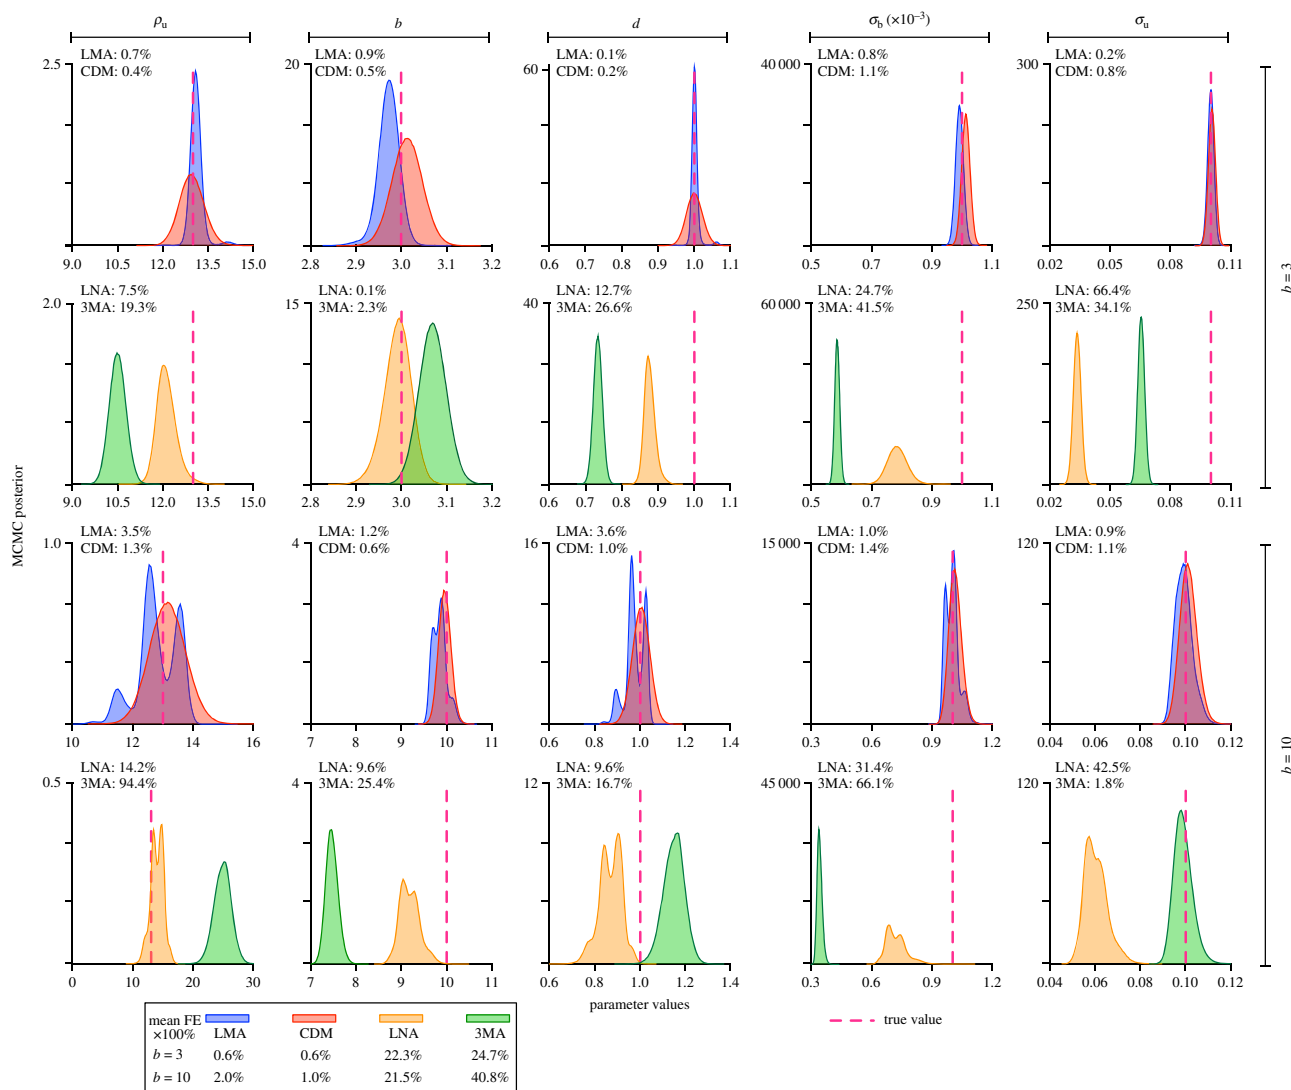 ρu b d σb (×10−3) σu
LMA: 0.7% LMA: 0.9% LMA: 0.1% LMA: 0.8% LMA: 0.2%
2.5 CDM: 0.4% 20 CDM: 0.5% 60 CDM: 0.2% 40 000 CDM: 1.1% 300 CDM: 0.8%
9.0 10.5 12.0 13.5 15.0 2.8 2.9 3.0 3.1 3.2 0.6 0.6 0.8 1.0 1.1 0.5 0.7 0.9 1.1 0.02 0.05 0.08 0.11
b = 3
LNA: 7.5% LNA: 0.1% LNA: 12.7% LNA: 24.7% LNA: 66.4%
2.0 3MA: 19.3% 15 3MA: 2.3% 40 3MA: 26.6% 60 000 3MA: 41.5% 250 3MA: 34.1%
9.0 10.5 12.0 13.5 15.0 2.8 2.9 3.0 3.1 3.2 0.6 0.7 0.8 1.0 1.1 0.5 0.7 0.9 1.1 0.02 0.05 0.08 0.11
MCMC posterior
LMA: 3.5% LMA: 1.2% LMA: 3.6% LMA: 1.0% LMA: 0.9%
1.0 CDM: 1.3% 4 CDM: 0.6% 16 CDM: 1.0% 15 000 CDM: 1.4% 120 CDM: 1.1%
10 12 14 16 7 8 9 10 11 0.6 0.8 1.0 1.2 1.4 0.3 0.6 0.9 1.2 0.04 0.06 0.08 0.10 0.12
b = 10
LNA: 14.2% LNA: 9.6% LNA: 9.6% LNA: 31.4% LNA: 42.5%
0.5 3MA: 94.4% 4 3MA: 25.4% 12 3MA: 16.7% 45 000 3MA: 66.1% 120 3MA: 1.8%
0 10 20 30 7 8 9 10 11 0.6 0.8 1.0 1.2 1.4 0.3 0.6 0.9 1.2 0.04 0.06 0.08 0.10 0.12
parameter values
mean FE
×100% LMA CDM LNA 3MA
b = 3 0.6% 0.6% 22.3% 24.7%
b = 10 2.0% 1.0% 21.5% 40.8%
true value